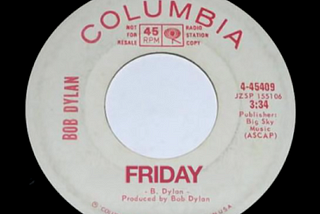 COLUMBIA
NOT FOR RESALE
45 RPM
RADIO STATION COPY
BOB DYLAN
4-45409
JZSP 155106
3:34
Publisher:
Big Sky
Music
(ASCAP)
FRIDAY
- B. Dylan -
Produced by Bob Dylan